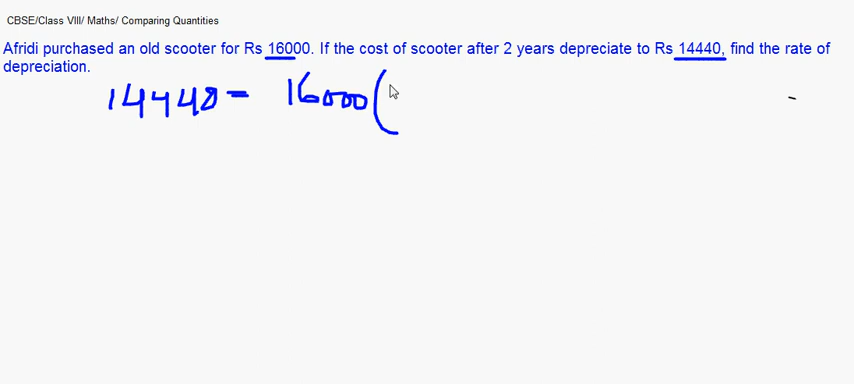 CBSE/Class VIII/ Maths/ Comparing Quantities
Afridi purchased an old scooter for Rs 16000. If the cost of scooter after 2 years depreciate to Rs 14440, find the rate of
depreciation.
14440 = 16000 (